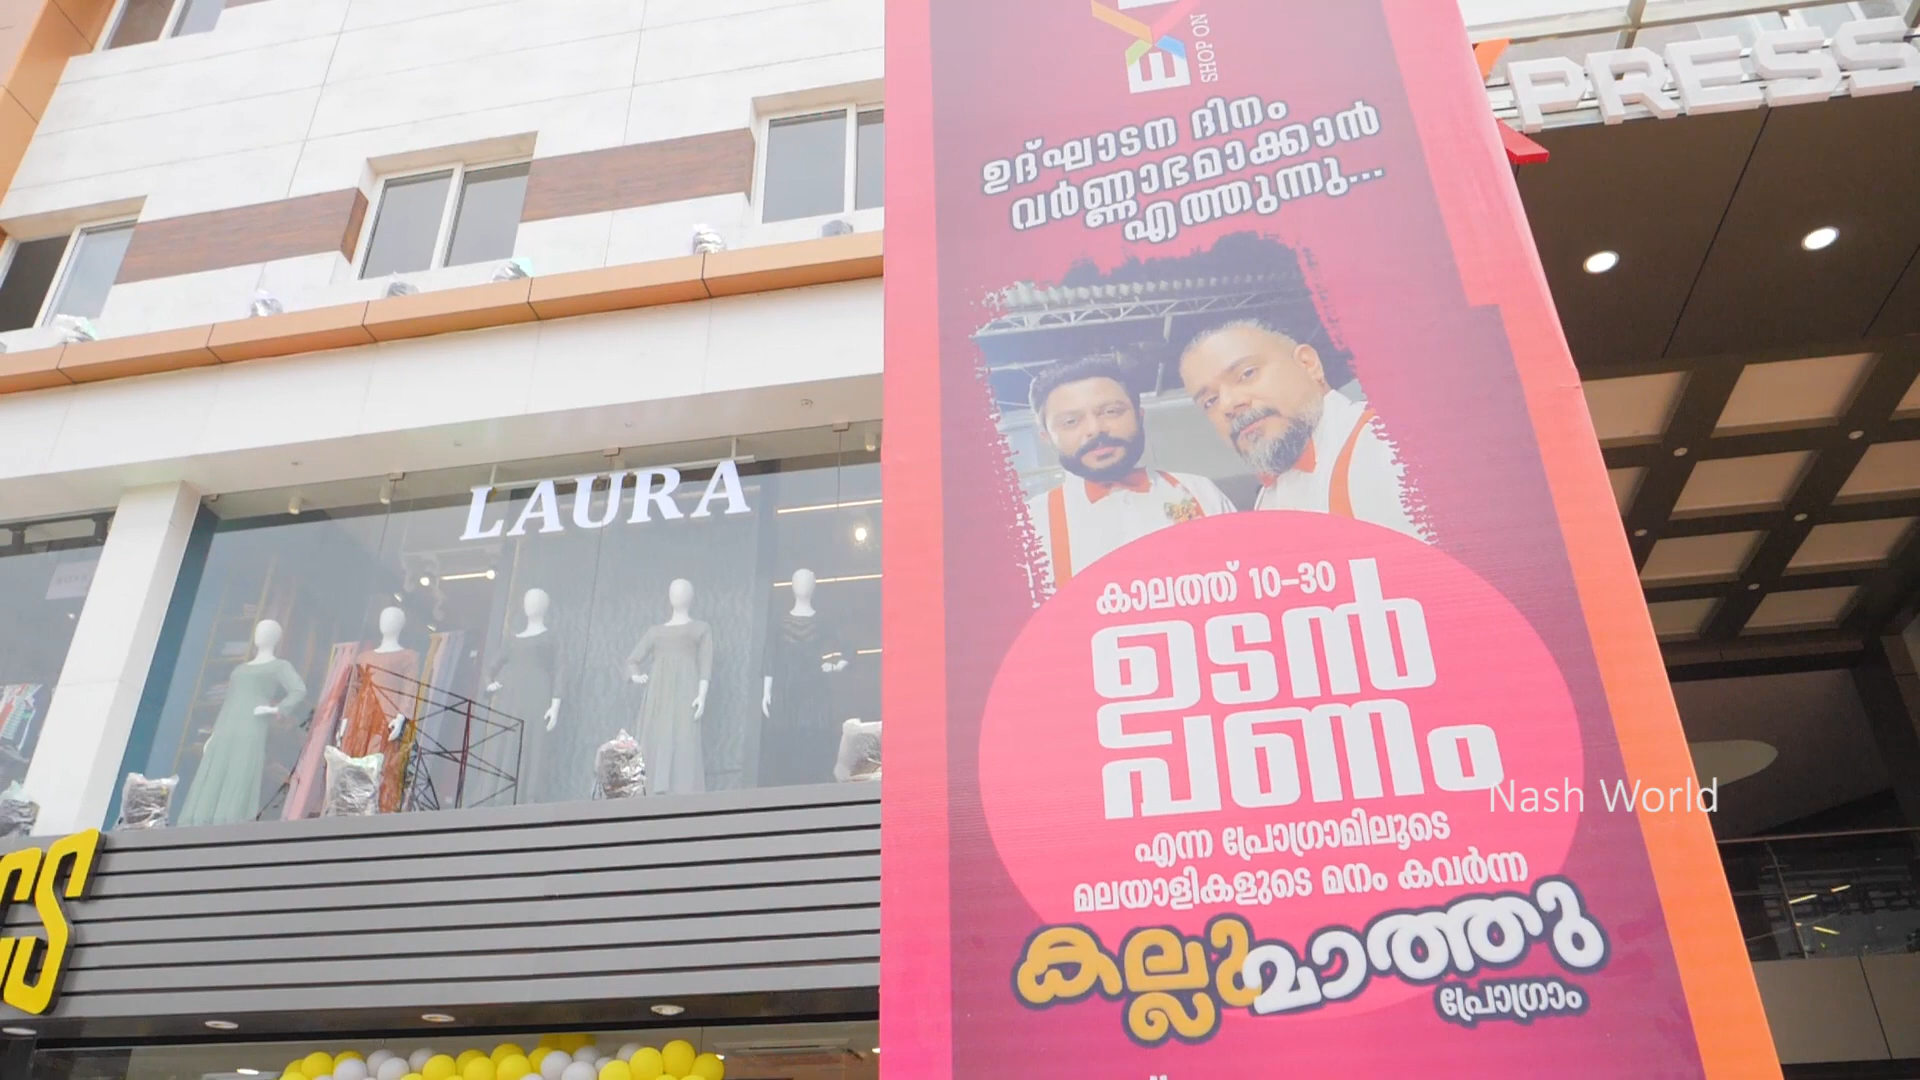 SHOP ON
PRESS
ഉദ്ഘാടന ദിനം
വർണ്ണാഭമാക്കാൻ
എത്തുന്നു...
LAURA
കാലത്ത് 10-30
ഉടൻ
പണം
Nash World
എന്ന പ്രോഗ്രാമിലൂടെ
മലയാളികളുടെ മനം കവർന്ന
കല്ലുമാത്തു
പ്രോഗ്രാം
CS